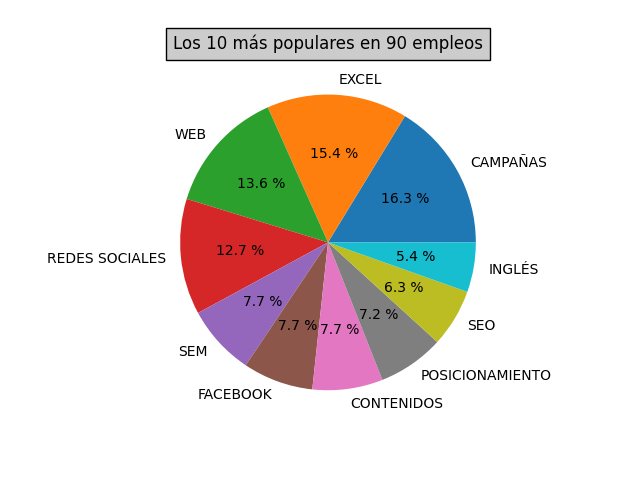 Los 10 más populares en 90 empleos
EXCEL
WEB
CAMPAÑAS
15.4 %
13.6 %
16.3 %
REDES SOCIALES
12.7 %
5.4 %
INGLÉS
6.3 %
7.7 %
7.7 %
7.7 %
7.2 %
SEO
SEM
POSICIONAMIENTO
FACEBOOK
CONTENIDOS